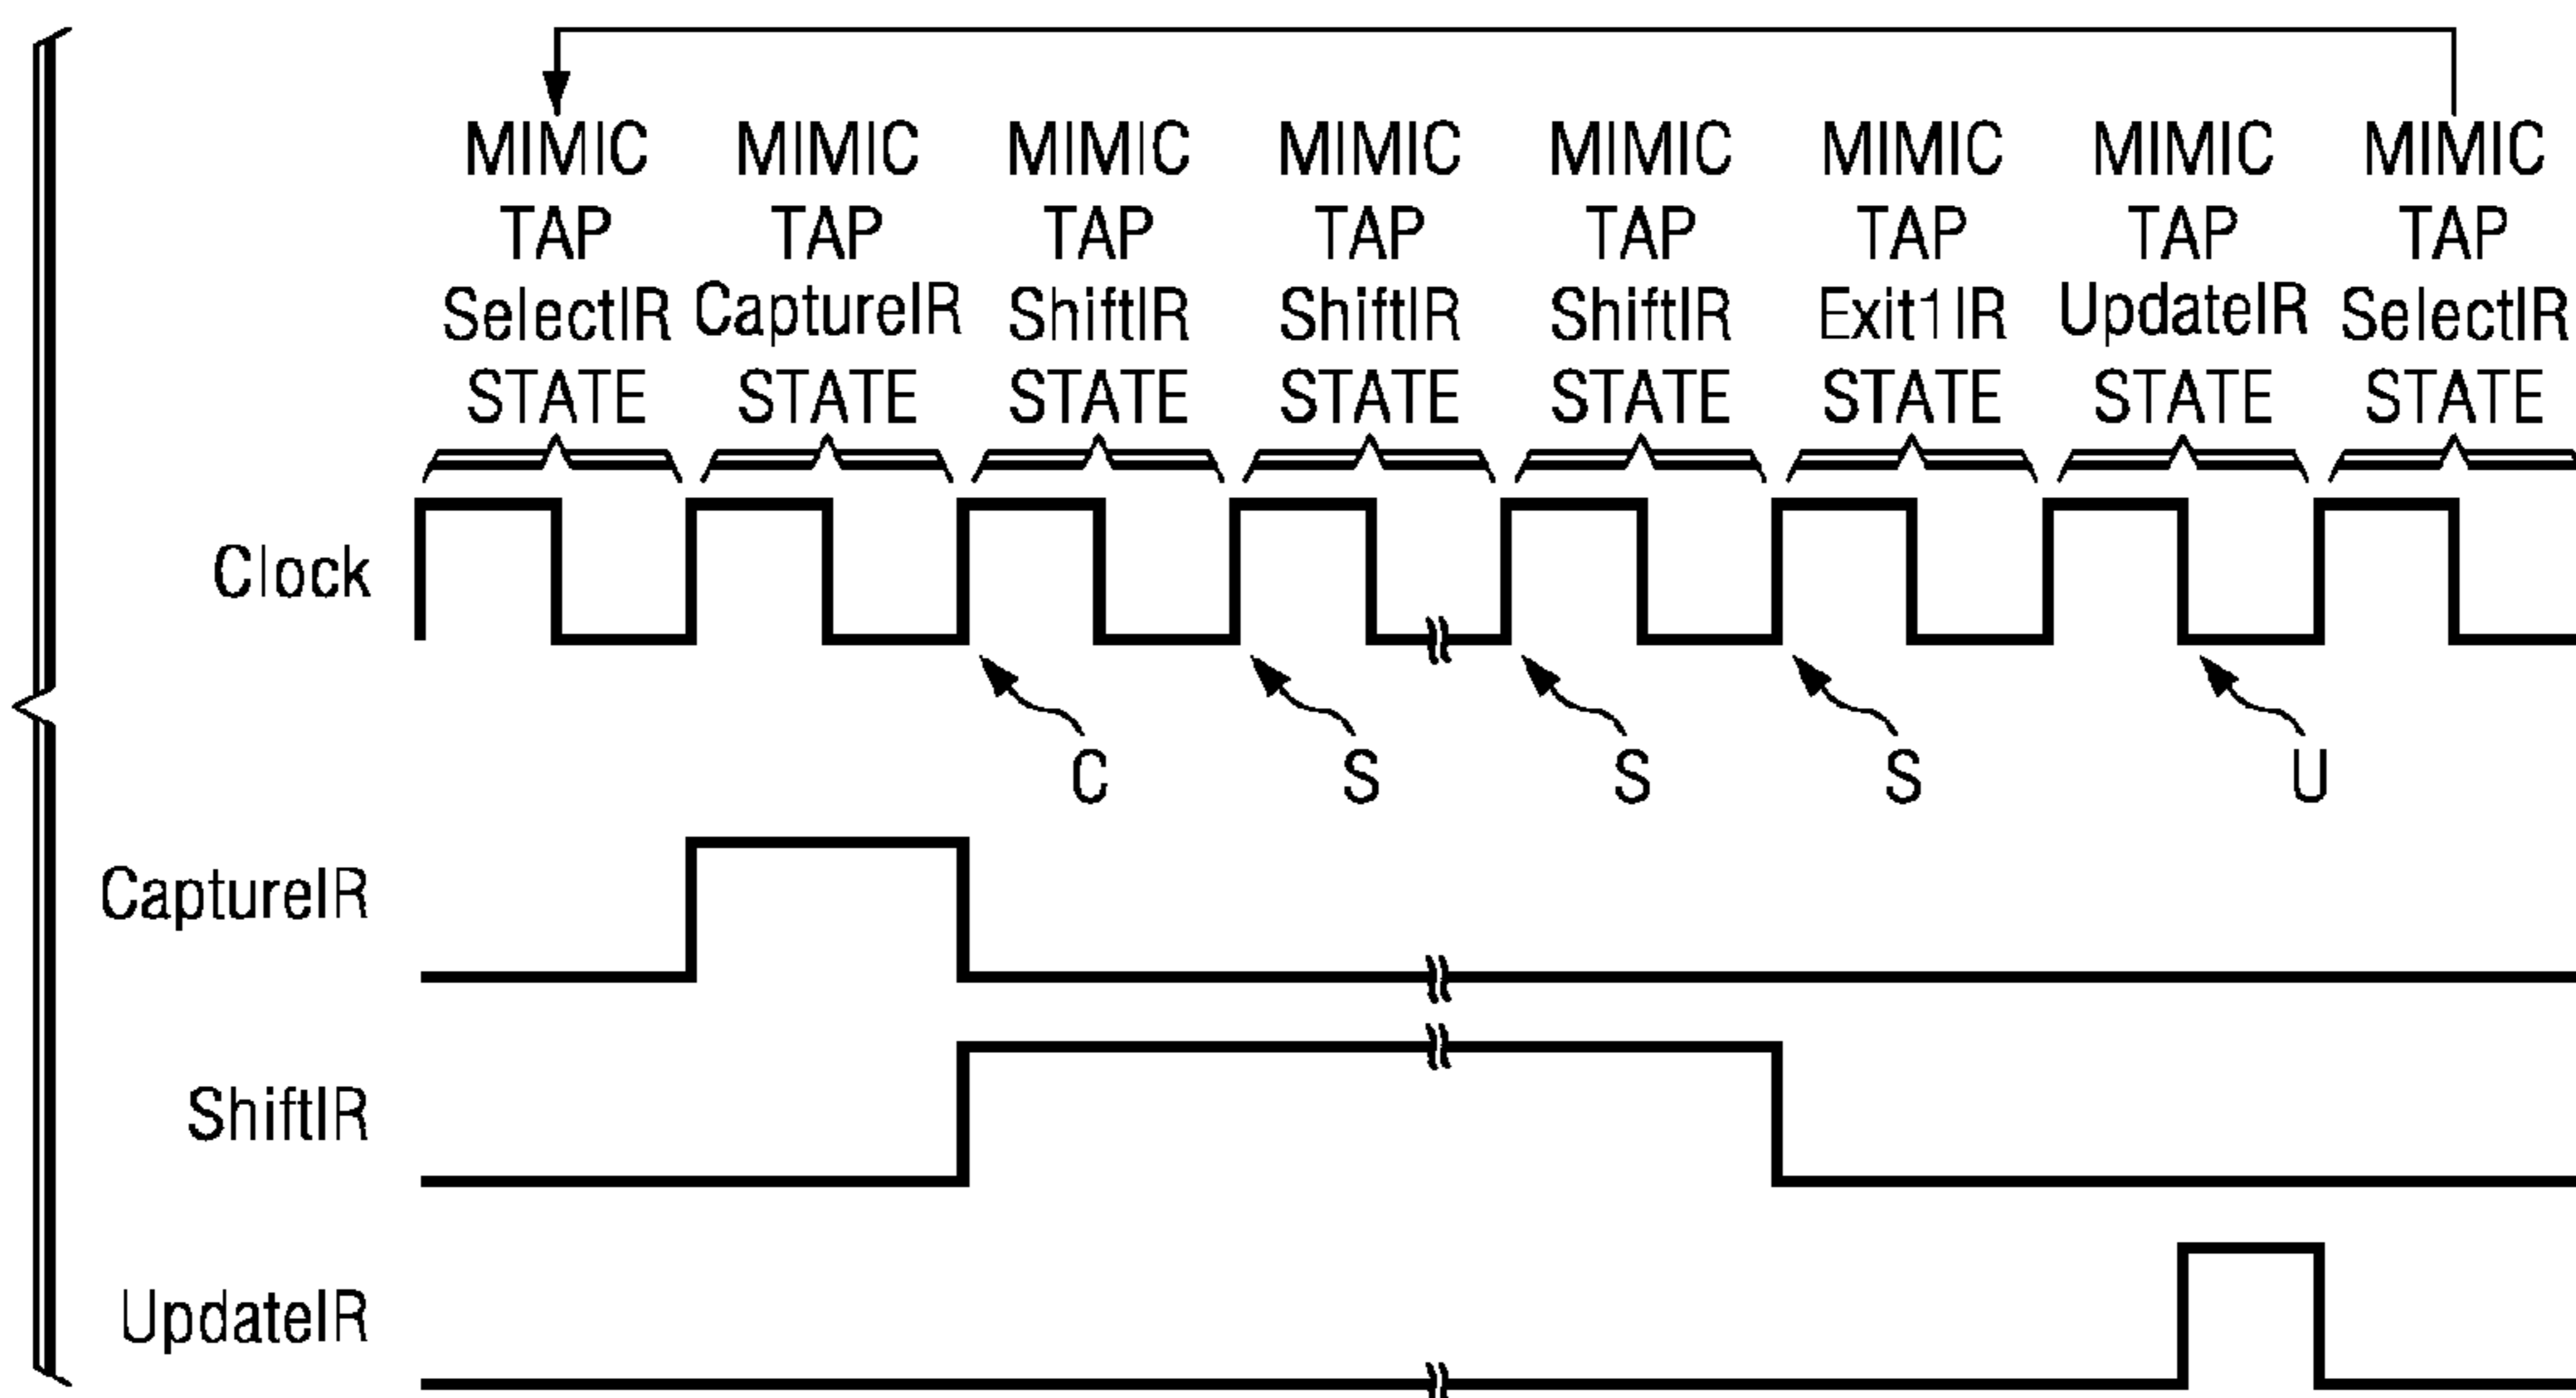 MIMIC MIMIC MIMIC MIMIC MIMIC MIMIC MIMIC MIMIC
TAP TAP TAP TAP TAP TAP TAP TAP
SelectIR CaptureIR ShiftIR ShiftIR ShiftIR Exit1IR UpdateIR SelectIR
STATE STATE STATE STATE STATE STATE STATE STATE
Clock
C S S S U
CaptureIR
ShiftIR
UpdateIR